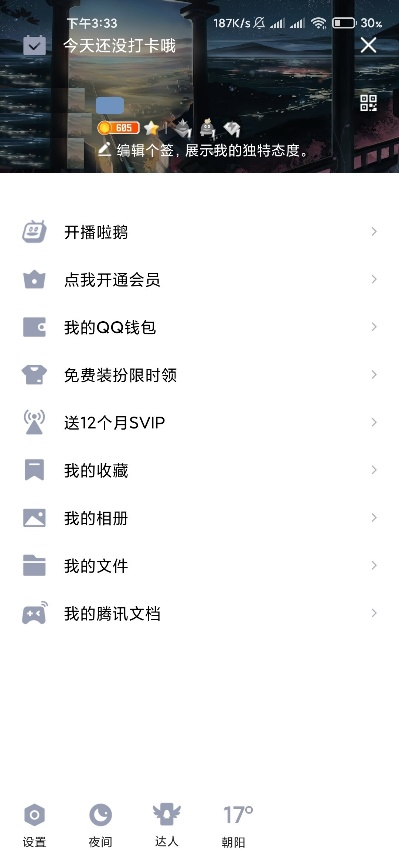 下午3:33
187K/s
30%
今天还没打卡哦
605
编辑个签，展示我的独特态度。
开播啦鹅
点我开通会员
我的QQ钱包
免费装扮限时领
送12个月SVIP
我的收藏
我的相册
我的文件
我的腾讯文档
17°
设置
夜间
达人
朝阳